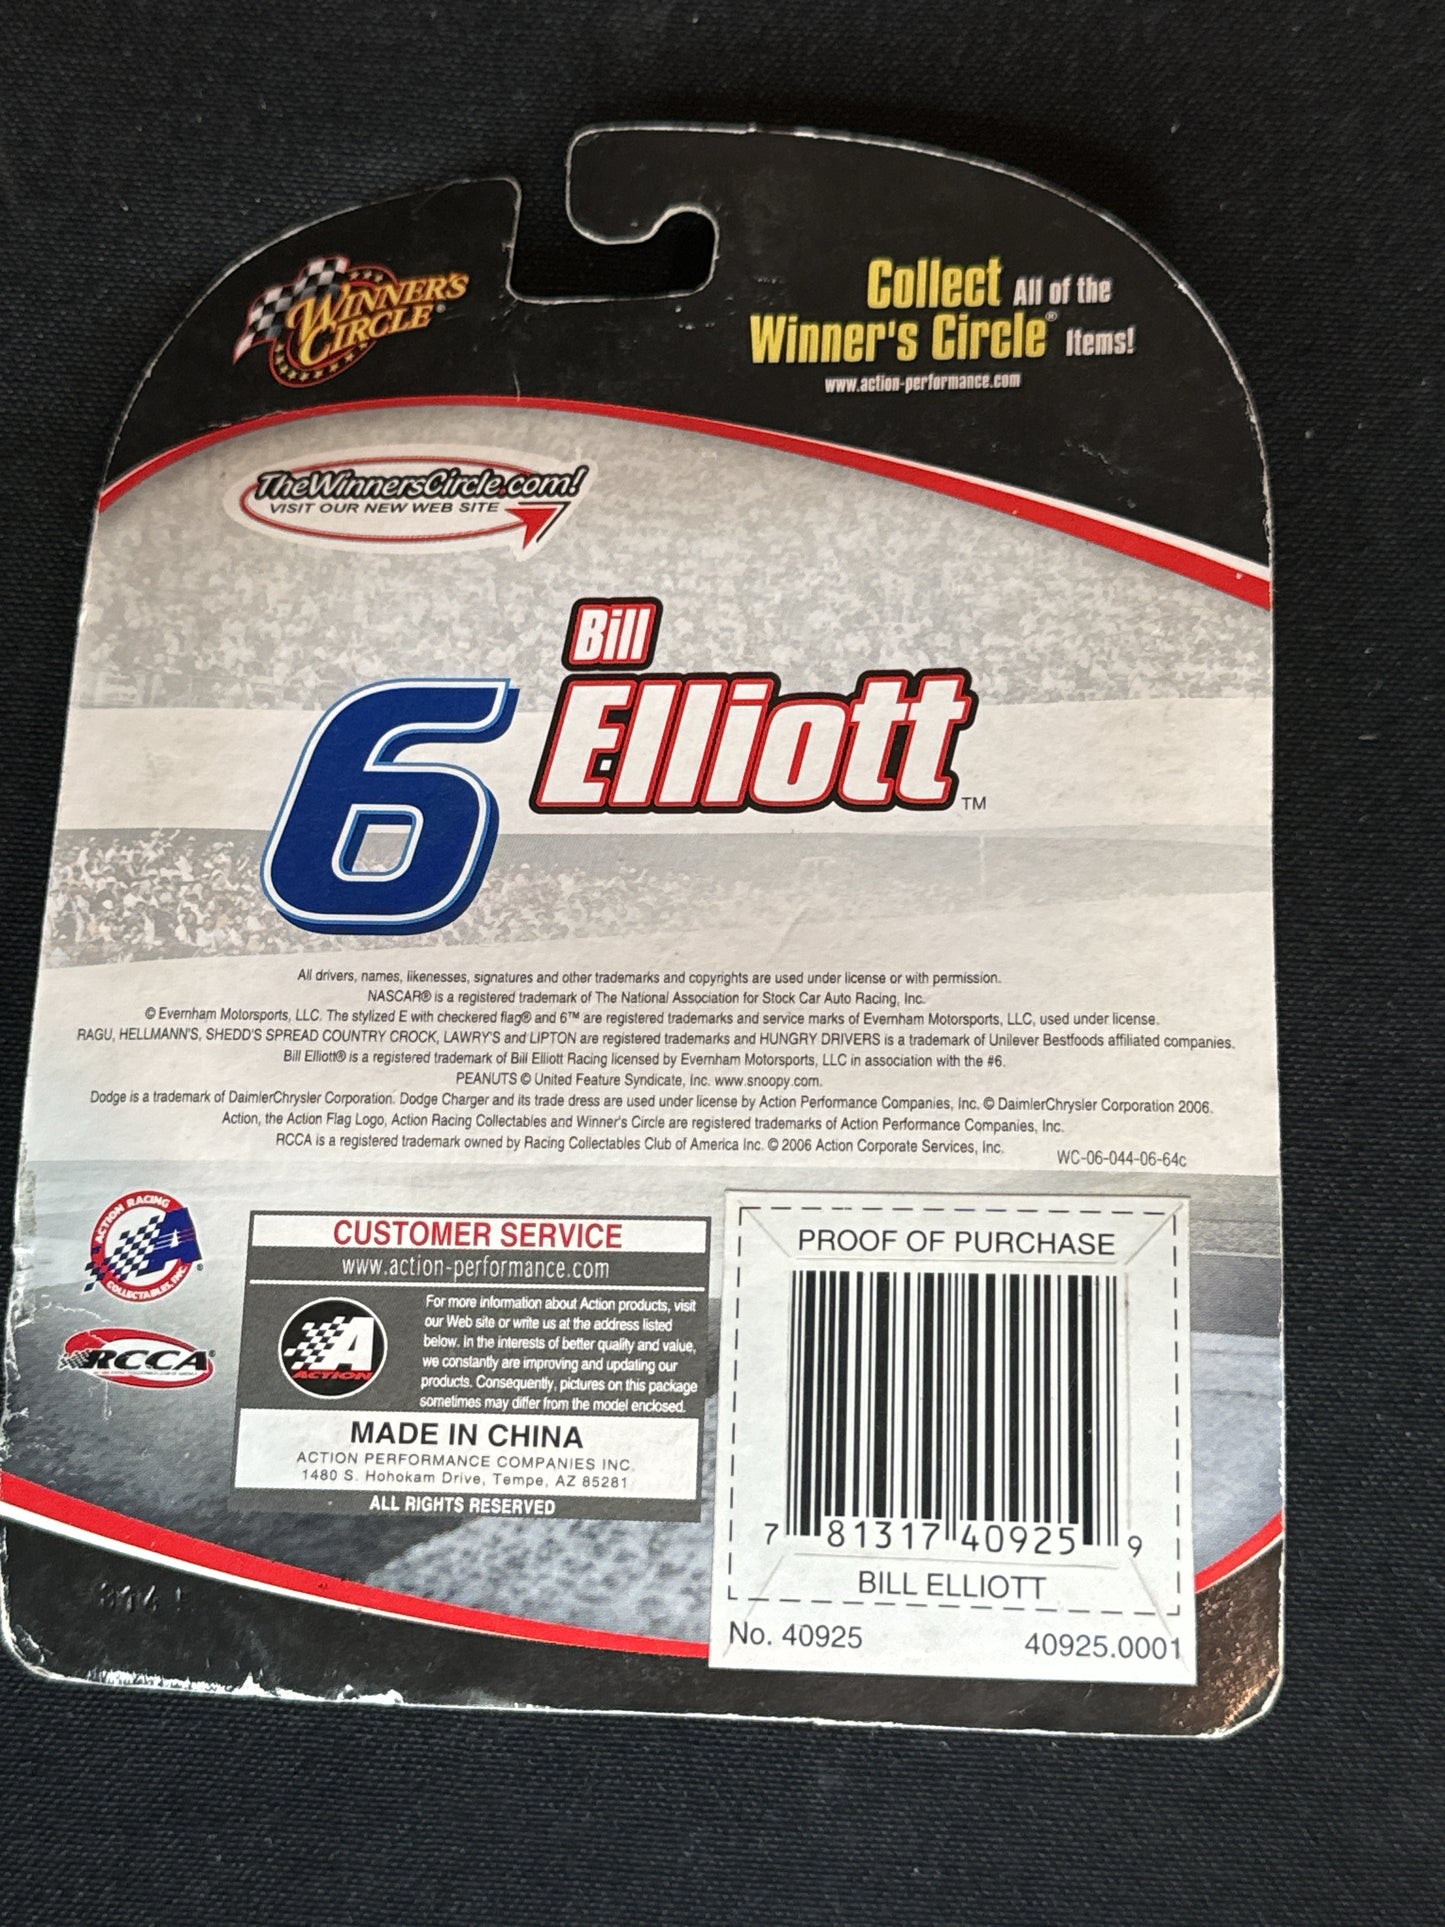 WINNER'S
CIRCLE®
Collect All of the
Winner's Circle® Items!
www.action-performance.com
TheWinnersCircle.com!
VISIT OUR NEW WEB SITE
Bill
Elliott™
6
All drivers, names, likenesses, signatures and other trademarks and copyrights are used under license or with permission.
NASCAR® is a registered trademark of The National Association for Stock Car Auto Racing, Inc.
© Evernham Motorsports, LLC. The stylized E with checkered flag® and 6™ are registered trademarks and service marks of Evernham Motorsports, LLC, used under license.
RAGU, HELLMANN'S, SHEDD'S SPREAD COUNTRY CROCK, LAWRY'S and LIPTON are registered trademarks and HUNGRY DRIVERS is a trademark of Unilever Bestfoods affiliated companies.
Bill Elliott® is a registered trademark of Bill Elliott Racing licensed by Evernham Motorsports, LLC in association with the #6.
PEANUTS © United Feature Syndicate, Inc. www.snoopy.com.
Dodge is a trademark of DaimlerChrysler Corporation. Dodge Charger and its trade dress are used under license by Action Performance Companies, Inc. © DaimlerChrysler Corporation 2006.
Action, the Action Flag Logo, Action Racing Collectables and Winner's Circle are registered trademarks of Action Performance Companies, Inc.
RCCA is a registered trademark owned by Racing Collectables Club of America Inc. © 2006 Action Corporate Services, Inc.
WC-06-044-06-64c
ACTION RACING
A
COLLECTABLES, INC.
®
RCCA®
CUSTOMER SERVICE
www.action-performance.com
A
ACTION
For more information about Action products, visit
our Web site or write us at the address listed
below. In the interests of better quality and value,
we constantly are improving and updating our
products. Consequently, pictures on this package
sometimes may differ from the model enclosed.
MADE IN CHINA
ACTION PERFORMANCE COMPANIES INC.
1480 S. Hohokam Drive, Tempe, AZ 85281
ALL RIGHTS RESERVED
PROOF OF PURCHASE
7 81317 40925 9
BILL ELLIOTT
No. 40925 40925.0001